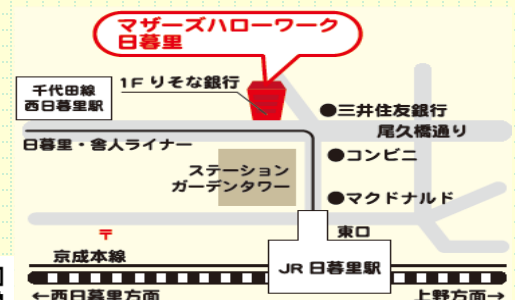 マザーズハローワーク
日暮里
千代田線
西日暮里駅
1F りそな銀行
●三井住友銀行
尾久橋通り
日暮里・舎人ライナー
●コンビニ
ステーション
ガーデンタワー
●マクドナルド
〒
東口
京成本線
JR 日暮里駅
←西日暮里方面
上野方面→